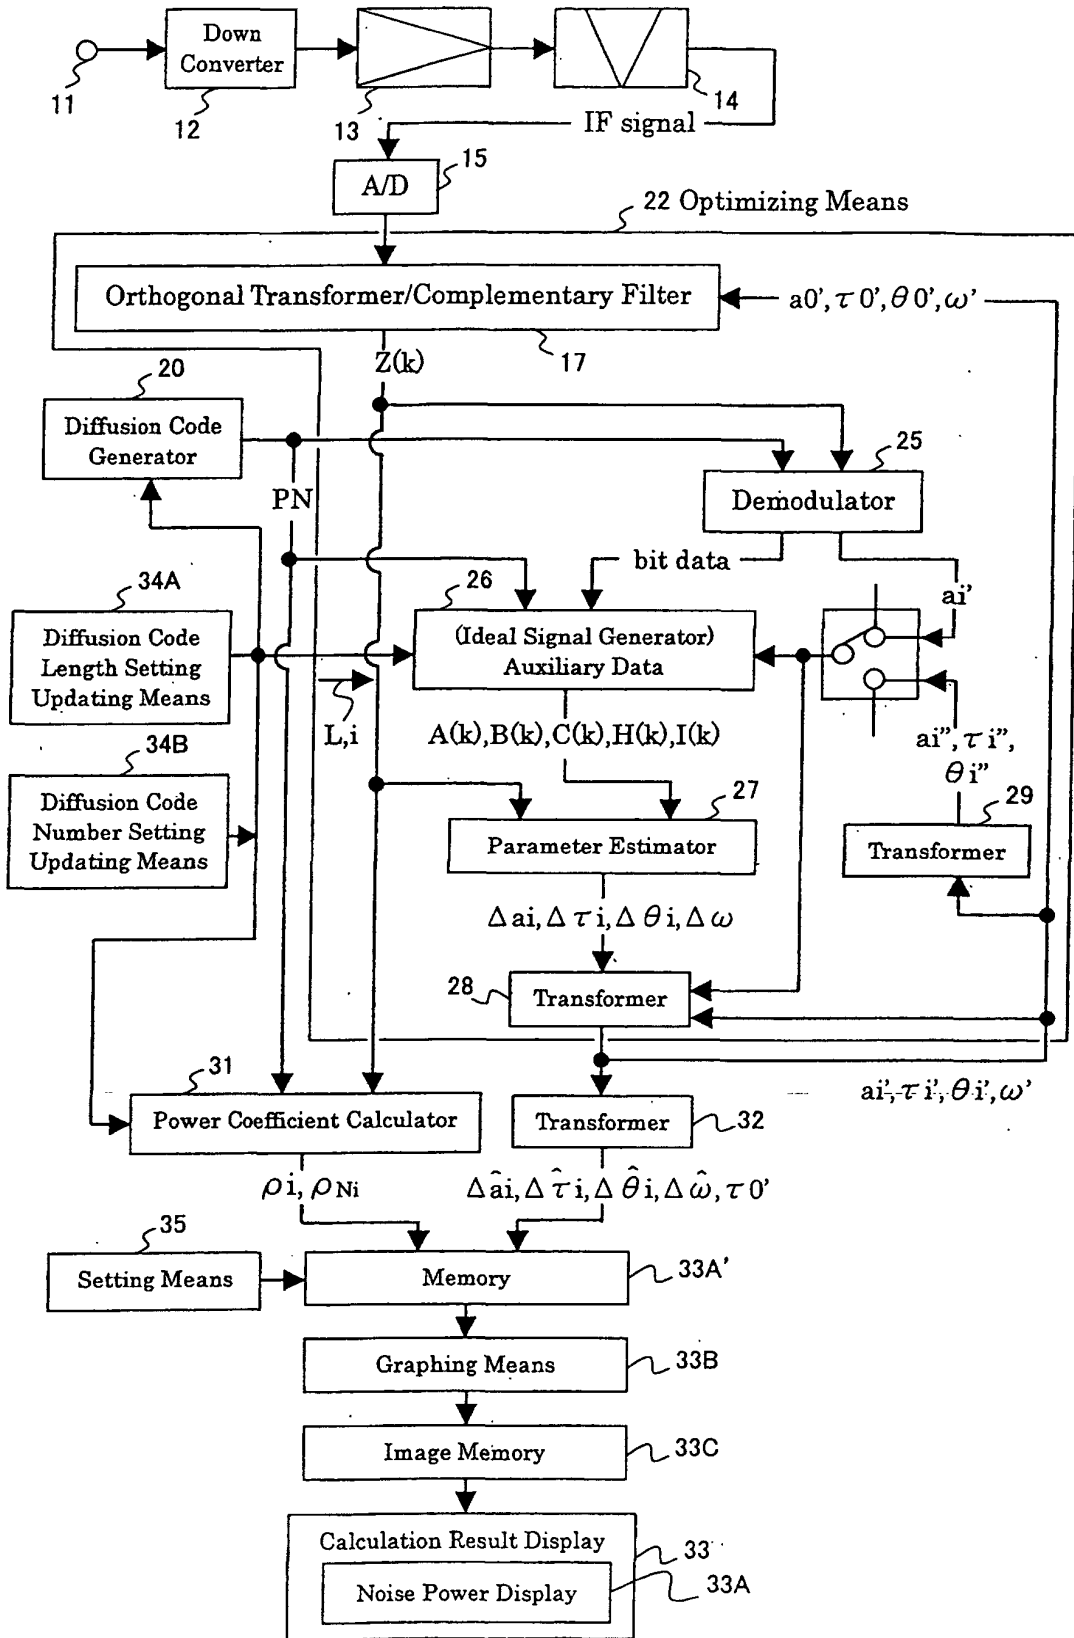 Down
Converter
11
12
13
14
IF signal
A/D
15
22 Optimizing Means
Orthogonal Transformer/Complementary Filter
a0', τ0', θ0', ω'
17
Z(k)
20
Diffusion Code
Generator
PN
25
Demodulator
bit data
ai'
34A
Diffusion Code
Length Setting
Updating Means
26
(Ideal Signal Generator)
Auxiliary Data
L,i
A(k),B(k),C(k),H(k),I(k)
ai", τi",
θi"
34B
Diffusion Code
Number Setting
Updating Means
27
Parameter Estimator
29
Transformer
Δai, Δτi, Δθi, Δω
28
Transformer
ai', τi', θi', ω'
31
Power Coefficient Calculator
Transformer
32
ρi, ρNi
Δâi, Δτ̂i, Δθ̂i, Δω̂, τ0'
35
Setting Means
Memory
33A'
Graphing Means
33B
Image Memory
33C
Calculation Result Display
33
Noise Power Display
33A